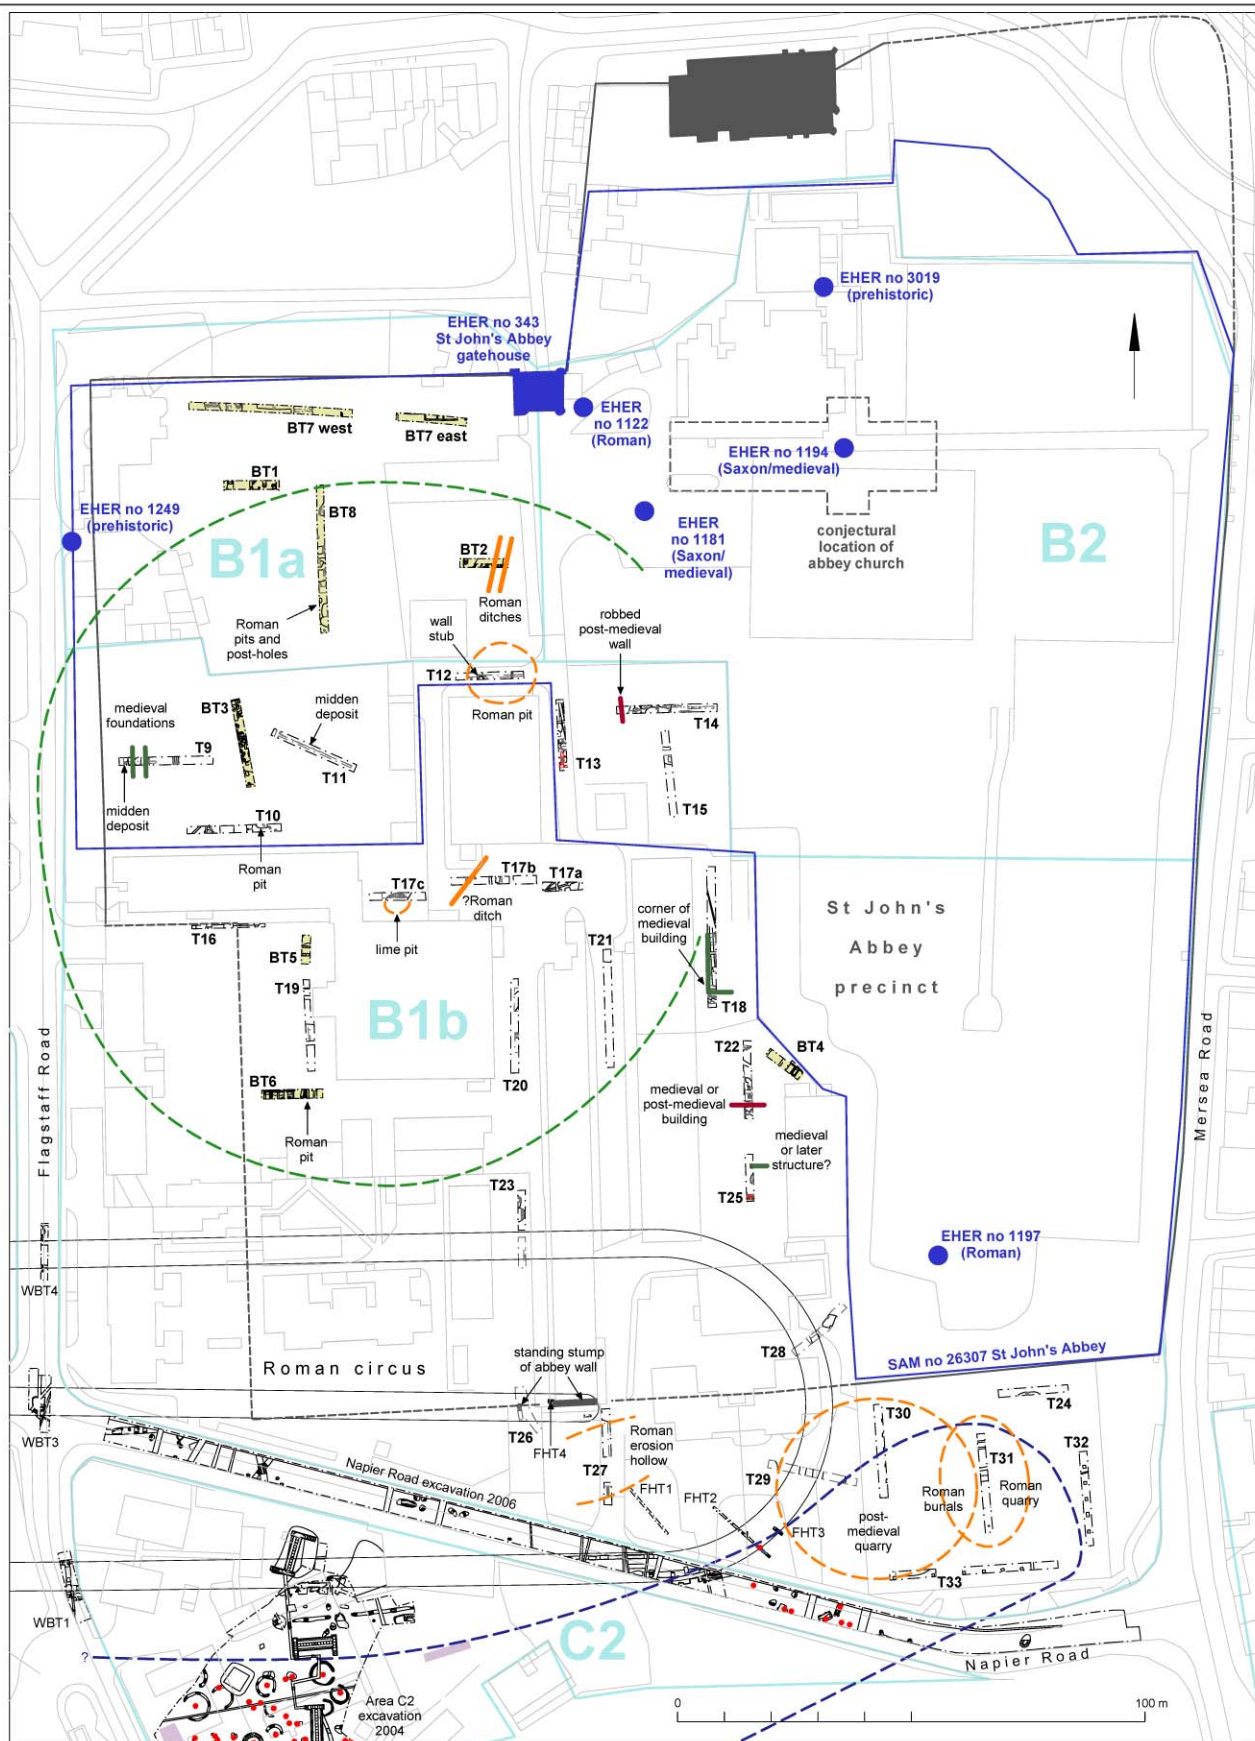 EHER no 3019
(prehistoric)
EHER no 343
St John's Abbey
gatehouse
EHER
no 1122
(Roman)
BT7 west
BT7 east
EHER no 1194
(Saxon/medieval)
BT1
EHER no 1249
(prehistoric)
BT8
EHER
no 1181
(Saxon/
medieval)
conjectural
location of
abbey church
B2
B1a
BT2
Roman
ditches
Roman
pits and
post-holes
wall
stub
robbed
post-medieval
wall
T12
Roman pit
medieval
foundations
BT3
midden
deposit
T14
T9
T11
T13
midden
deposit
T15
T10
Roman
pit
T17c
T17b
T17a
?Roman
ditch
lime pit
corner of
medieval
building
St John's
Abbey
precinct
T16
BT5
T21
T19
T18
B1b
Flagstaff Road
Mersea Road
T22
BT4
T20
BT6
medieval or
post-medieval
building
Roman
pit
medieval
or later
structure?
T23
T25
EHER no 1197
(Roman)
WBT4
T28
standing stump
of abbey wall
SAM no 26307 St John's Abbey
Roman circus
T24
T30
T26
FHT4
Roman
erosion
hollow
WBT3
T32
T31
T27
T29
Napier Road excavation 2006
FHT1
FHT2
Roman
burials
Roman
quarry
FHT3
post-
medieval
quarry
T33
WBT1
C2
?
Napier Road
Area C2
excavation
2004
0
100 m